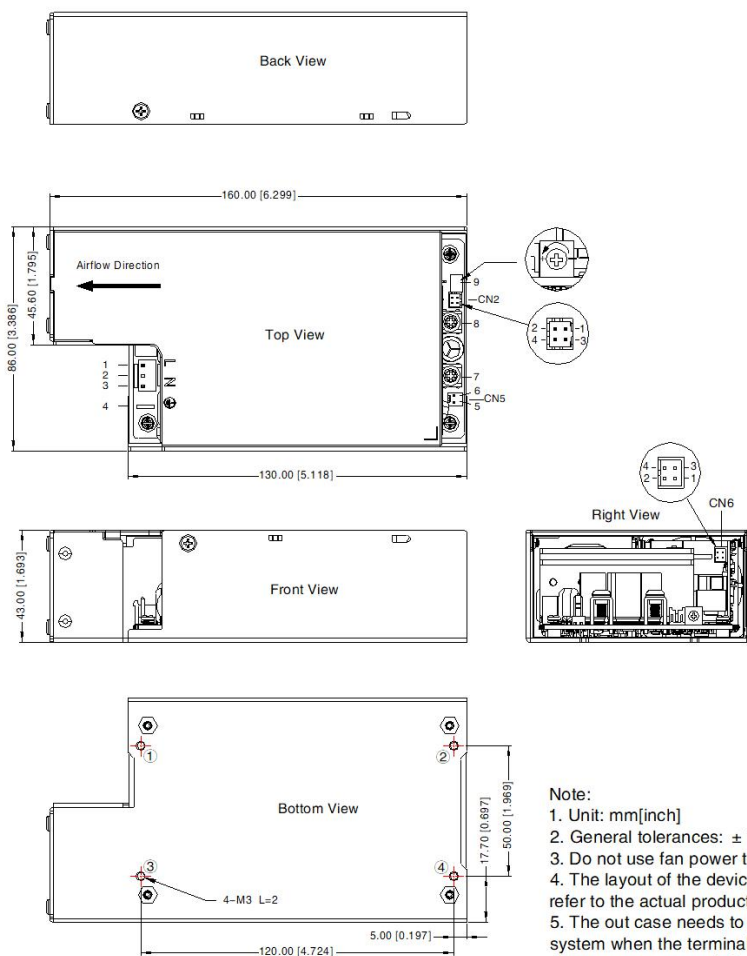 Back View
160.00 [6.299]
86.00 [3.386]
45.60 [1.795]
Airflow Direction
Top View
1
2
3
4
L
N
9
CN2
8
7
6
CN5
5
2
1
4
3
130.00 [5.118]
43.00 [1.693]
Front View
Right View
4
3
2
1
CN6
Bottom View
①
②
③
④
4-M3 L=2
17.70 [0.697]
50.00 [1.969]
5.00 [0.197]
120.00 [4.724]
Note:
1. Unit: mm[inch]
2. General tolerances: ±
3. Do not use fan power t
4. The layout of the devic
refer to the actual product
5. The out case needs to
system when the termina